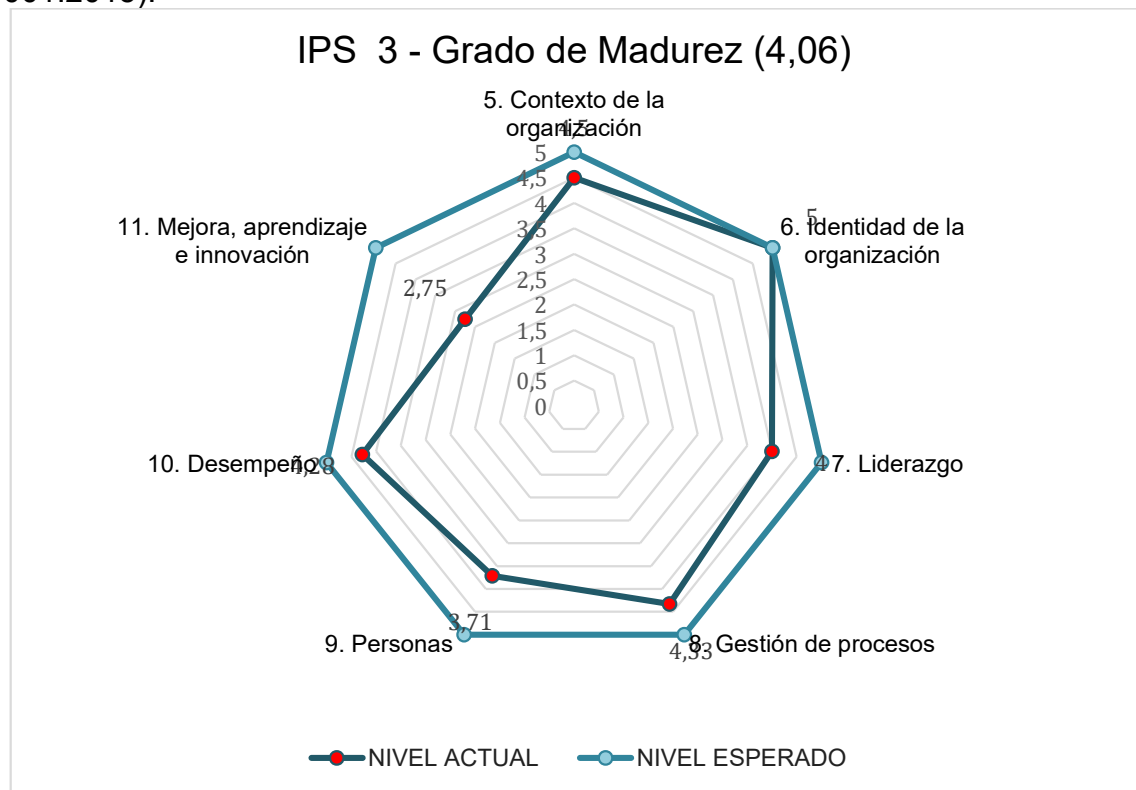 IPS 3 - Grado de Madurez (4,06)
5. Contexto de la
organización
4,5
5
4,5
4
3,5
3
2,5
2
1,5
1
0,5
0
5
6. Identidad de la
organización
4
7. Liderazgo
8. Gestión de procesos
4,33
9. Personas
3,71
10. Desempeño
4,28
11. Mejora, aprendizaje
e innovación
2,75
NIVEL ACTUAL
NIVEL ESPERADO